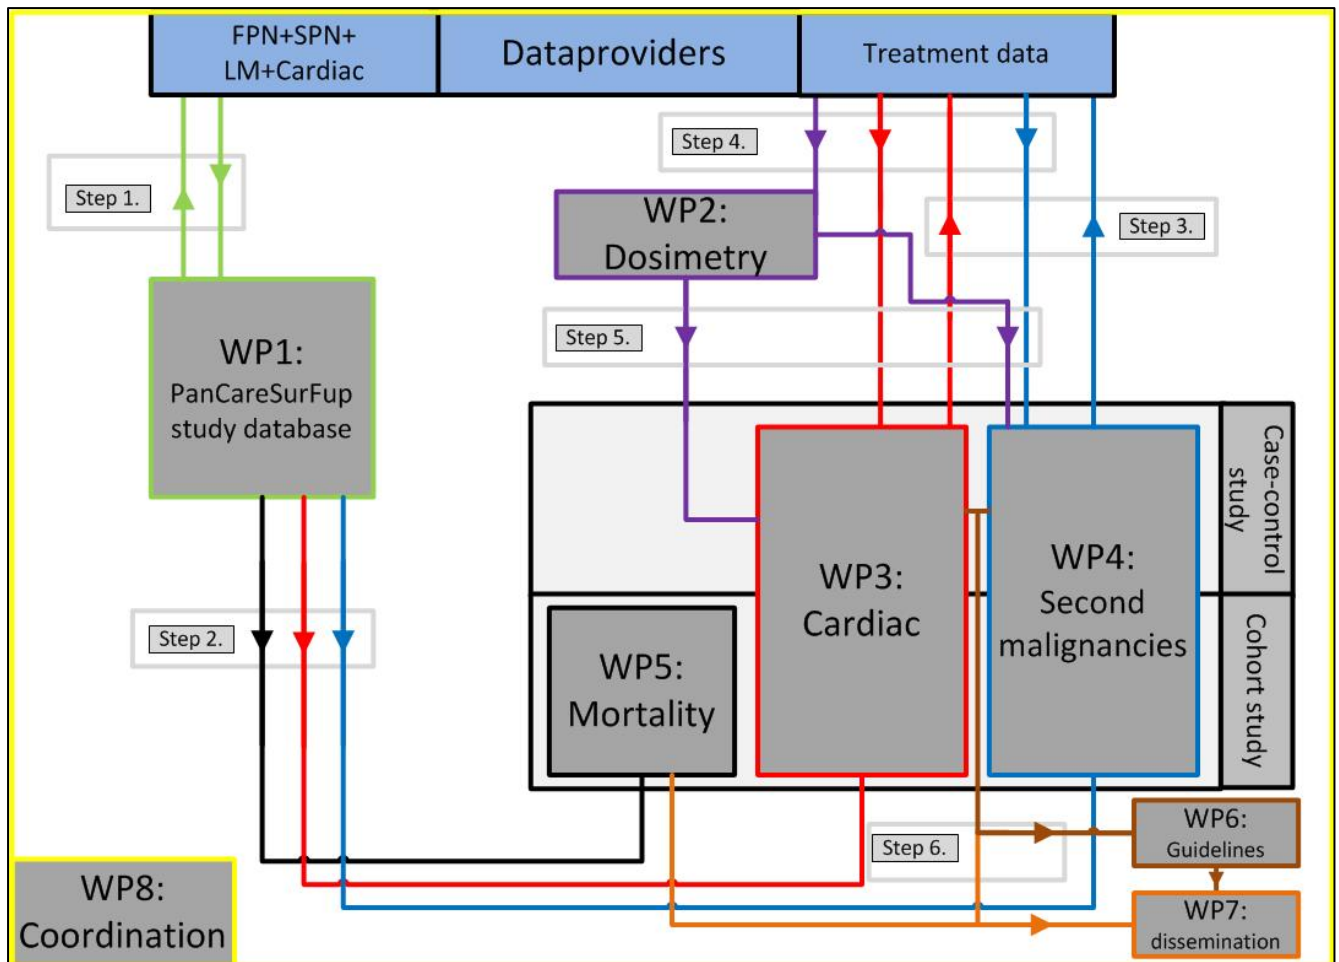 FPN+SPN+
LM+Cardiac
Dataproviders
Treatment data
Step 4.
Step 1.
WP2:
Dosimetry
Step 3.
Step 5.
WP1:
PanCareSurFup
study database
Case-control
study
WP3:
Cardiac
WP4:
Second
malignancies
Step 2.
WP5:
Mortality
Cohort study
WP6:
Guidelines
Step 6.
WP7:
dissemination
WP8:
Coordination